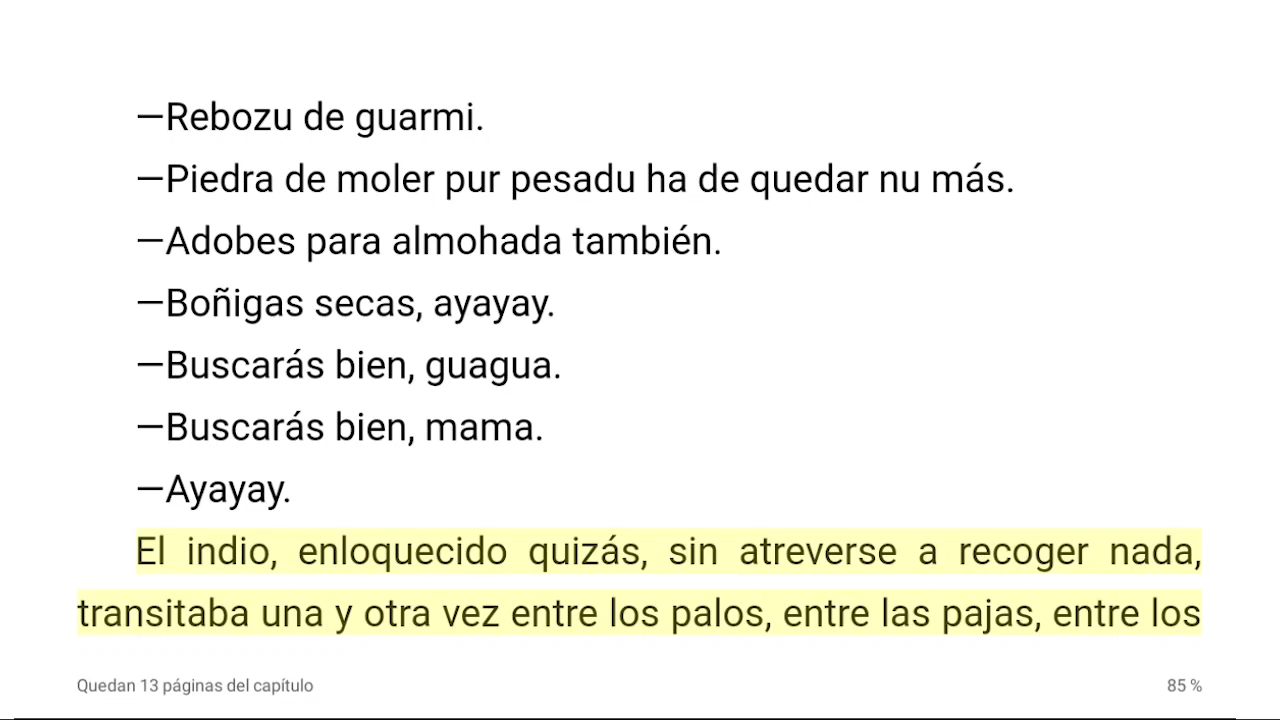 —Rebozu de guarmi.
—Piedra de moler pur pesadu ha de quedar nu más.
—Adobes para almohada también.
—Boñigas secas, ayayay.
—Buscarás bien, guagua.
—Buscarás bien, mama.
—Ayayay.
El indio, enloquecido quizás, sin atreverse a recoger nada,
transitaba una y otra vez entre los palos, entre las pajas, entre los
Quedan 13 páginas del capítulo
85 %